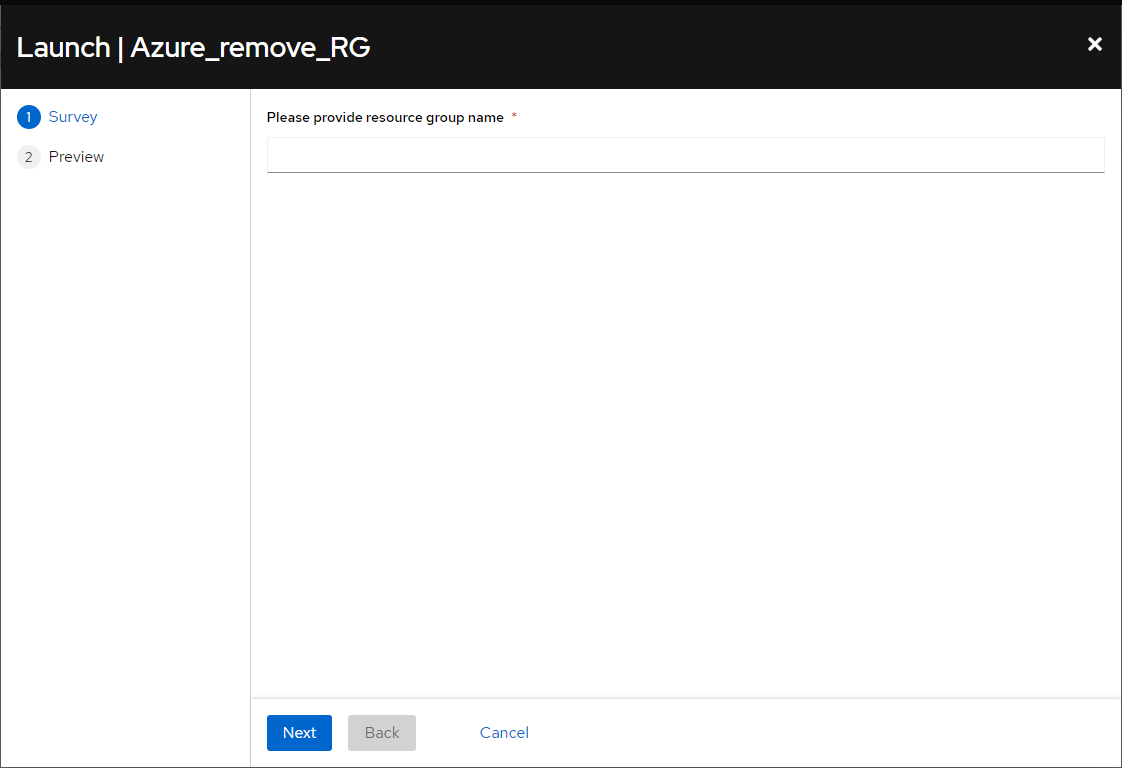 Launch | Azure_remove_RG
1 Survey
2 Preview
Please provide resource group name *
Next Back Cancel